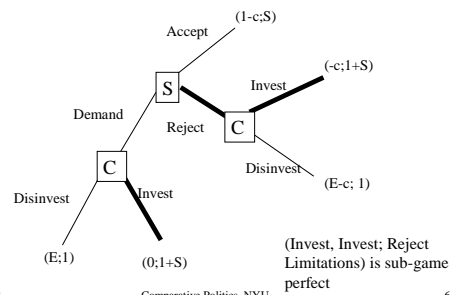 (1-c;S)
Accept
S
Invest
(-c;1+S)
Demand
Reject
C
C
Disinvest
(E-c; 1)
Disinvest
Invest
(E;1)
(0;1+S)
(Invest, Invest; Reject
Limitations) is sub-game
perfect
Comparative Politics, NYU
6